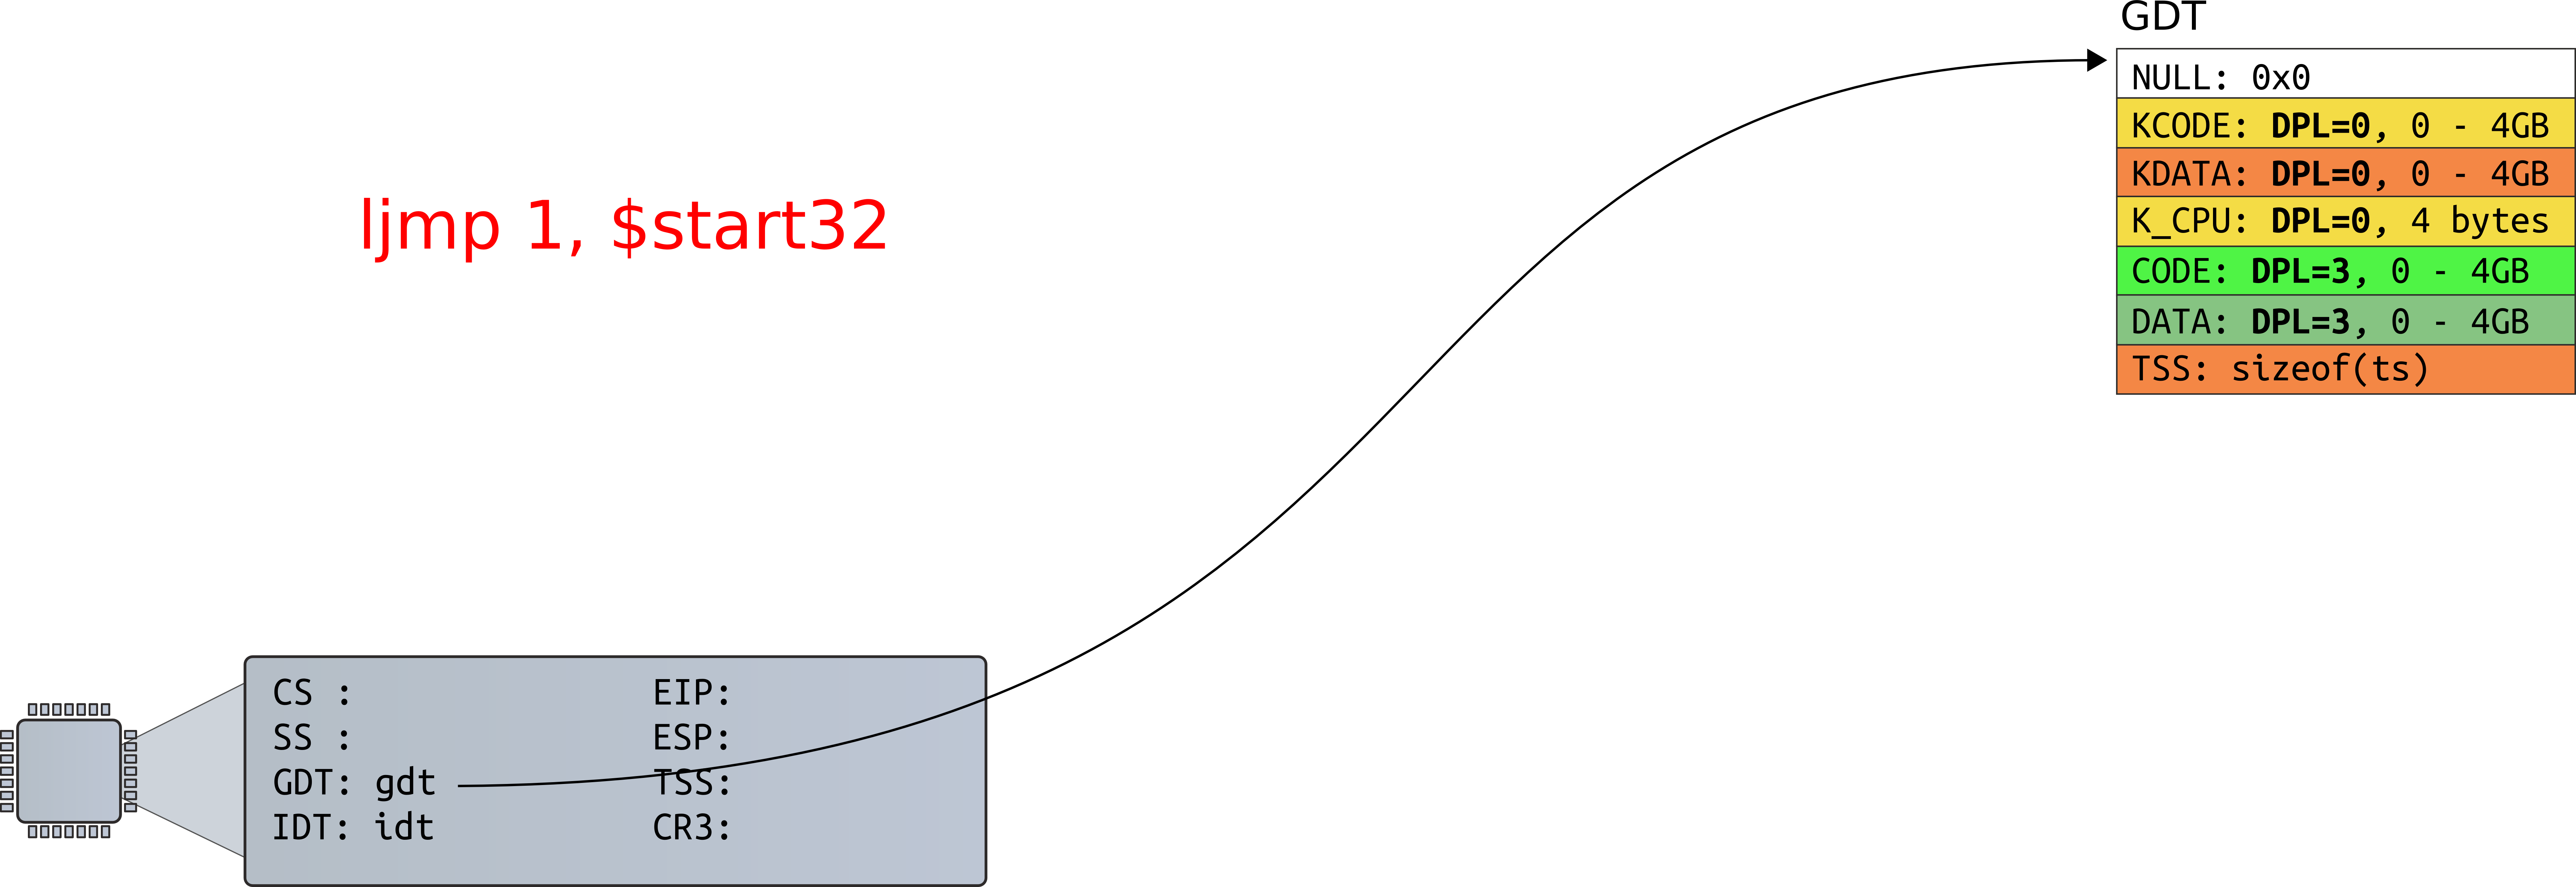 GDT
NULL: 0x0
KCODE: DPL=0, 0 - 4GB
KDATA: DPL=0, 0 - 4GB
K_CPU: DPL=0, 4 bytes
CODE: DPL=3, 0 - 4GB
DATA: DPL=3, 0 - 4GB
TSS: sizeof(ts)
ljmp 1, $start32
CS :
SS :
GDT: gdt
IDT: idt
EIP:
ESP:
TSS:
CR3: